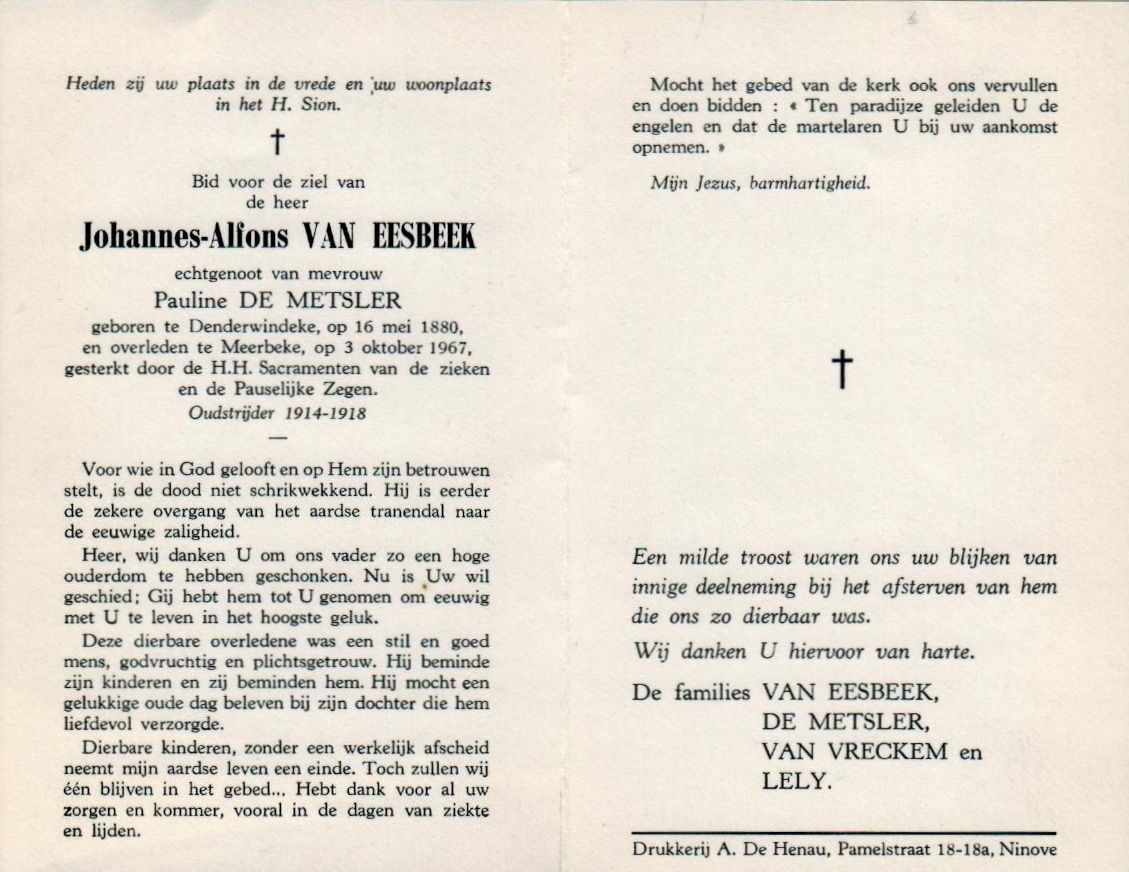 Heden zij uw plaats in de vrede en uw woonplaats
in het H. Sion.
Bid voor de ziel van
de heer
Johannes-Alfons VAN EESBEEK
echtgenoot van mevrouw
Pauline DE METSLER
geboren te Denderwindeke, op 16 mei 1880,
en overleden te Meerbeke, op 3 oktober 1967,
gesterkt door de H.H. Sacramenten van de zieken
en de Pauselijke Zegen.
Oudstrijder 1914-1918
Voor wie in God gelooft en op Hem zijn betrouwen
stelt, is de dood niet schrikwekkend. Hij is eerder
de zekere overgang van het aardse tranendal naar
de eeuwige zaligheid.
Heer, wij danken U om ons vader zo een hoge
ouderdom te hebben geschonken. Nu is Uw wil
geschied; Gij hebt hem tot U genomen om eeuwig
met U te leven in het hoogste geluk.
Deze dierbare overledene was een stil en goed
mens, godvruchtig en plichtsgetrouw. Hij beminde
zijn kinderen en zij beminden hem. Hij mocht een
gelukkige oude dag beleven bij zijn dochter die hem
liefdevol verzorgde.
Dierbare kinderen, zonder een werkelijk afscheid
neemt mijn aardse leven een einde. Toch zullen wij
één blijven in het gebed... Hebt dank voor al uw
zorgen en kommer, vooral in de dagen van ziekte
en lijden.
Mocht het gebed van de kerk ook ons vervullen
en doen bidden : « Ten paradijze geleiden U de
engelen en dat de martelaren U bij uw aankomst
opnemen. »
Mijn Jezus, barmhartigheid.
Een milde troost waren ons uw blijken van
innige deelneming bij het afsterven van hem
die ons zo dierbaar was.
Wij danken U hiervoor van harte.
De families VAN EESBEEK,
DE METSLER,
VAN VRECKEM en
LELY.
Drukkerij A. De Henau, Pamelstraat 18-18a, Ninove